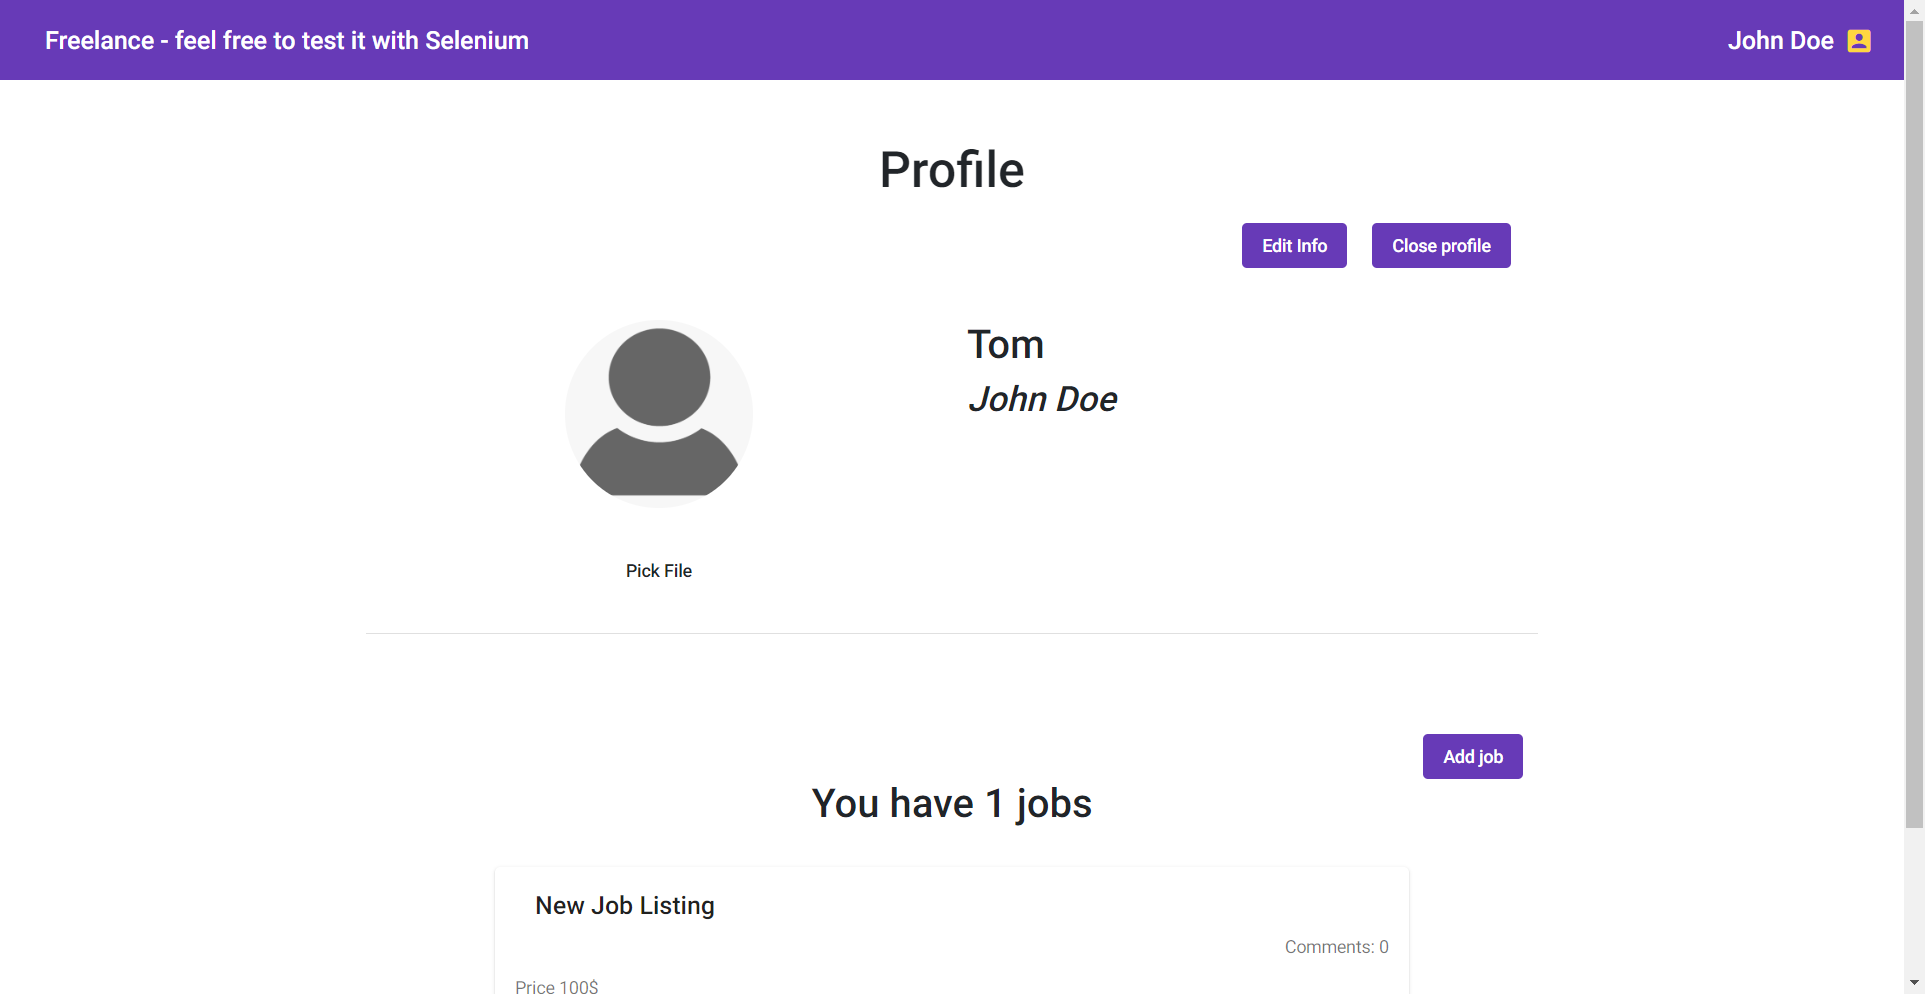 Freelance - feel free to test it with Selenium
John Doe
Profile
Edit Info
Close profile
Tom
John Doe
Pick File
Add job
You have 1 jobs
New Job Listing
Comments: 0
Price 100$